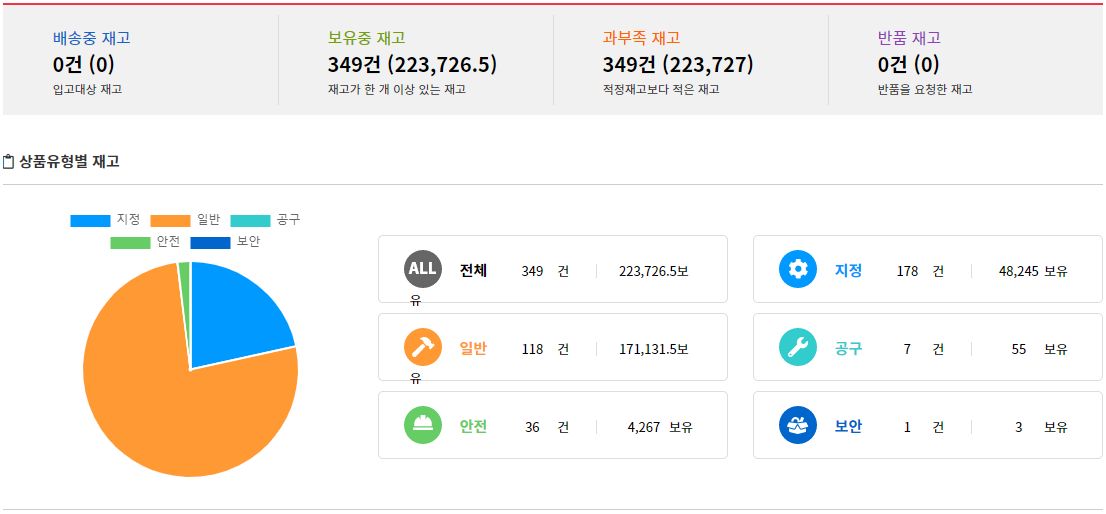 배송중 재고
0건 (0)
입고대상 재고
보유중 재고
349건 (223,726.5)
재고가 한 개 이상 있는 재고
과부족 재고
349건 (223,727)
적정재고보다 적은 재고
반품 재고
0건 (0)
반품을 요청한 재고
상품유형별 재고
지정 일반 공구
안전 보안
ALL 전체 349 건 223,726.5보
유
지정 178 건 48,245 보유
일반 118 건 171,131.5보
유
공구 7 건 55 보유
안전 36 건 4,267 보유
보안 1 건 3 보유